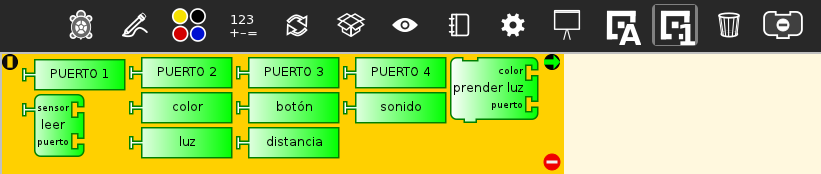 123
+-=
A
1
PUERTO 1
PUERTO 2
PUERTO 3
PUERTO 4
color
prender luz
puerto
sensor
leer
puerto
color
botón
sonido
luz
distancia